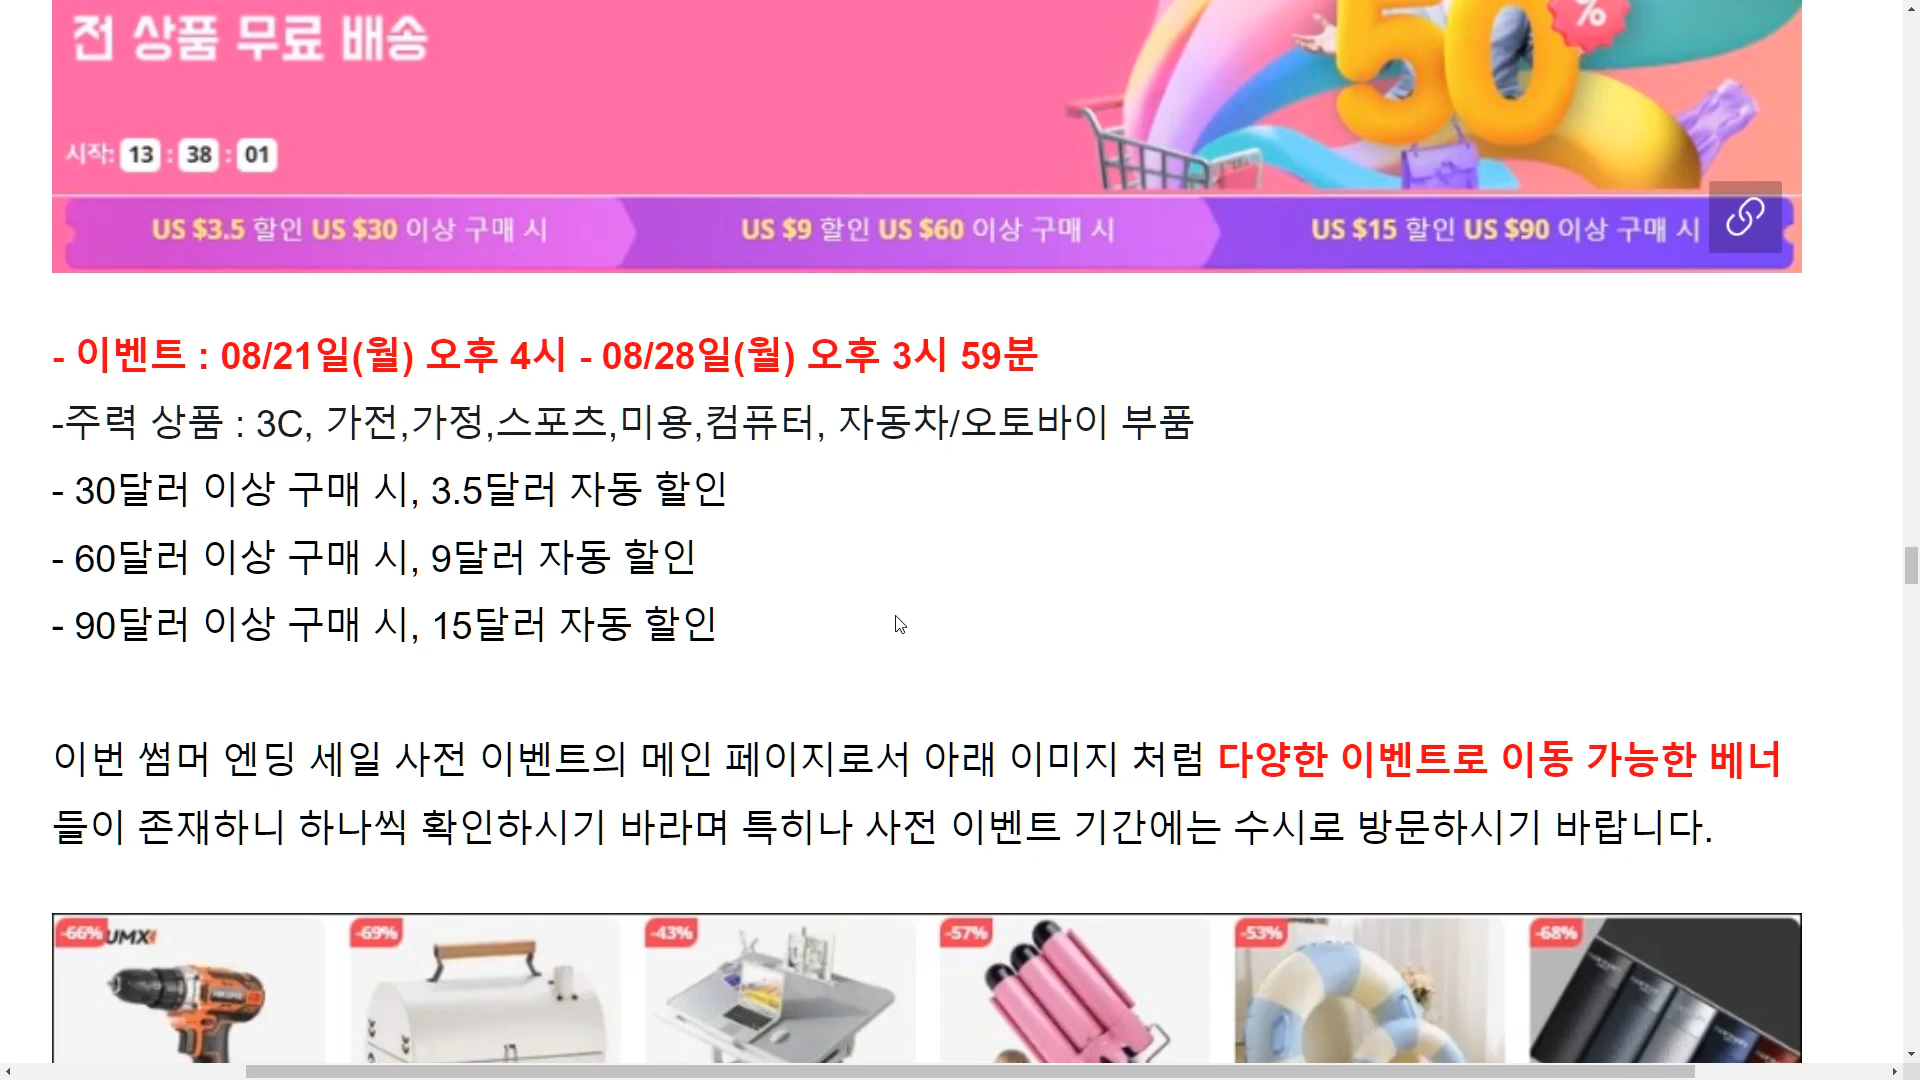 전 상품 무료 배송
50%
시작: 13 : 38 : 01
US $3.5 할인 US $30 이상 구매 시
US $9 할인 US $60 이상 구매 시
US $15 할인 US $90 이상 구매 시
- 이벤트 : 08/21일(월) 오후 4시 - 08/28일(월) 오후 3시 59분
-주력 상품 : 3C, 가전,가정,스포츠,미용,컴퓨터, 자동차/오토바이 부품
- 30달러 이상 구매 시, 3.5달러 자동 할인
- 60달러 이상 구매 시, 9달러 자동 할인
- 90달러 이상 구매 시, 15달러 자동 할인
이번 썸머 엔딩 세일 사전 이벤트의 메인 페이지로서 아래 이미지 처럼 다양한 이벤트로 이동 가능한 베너
들이 존재하니 하나씩 확인하시기 바라며 특히나 사전 이벤트 기간에는 수시로 방문하시기 바랍니다.
-66% -69% -43% -57% -53% -68%